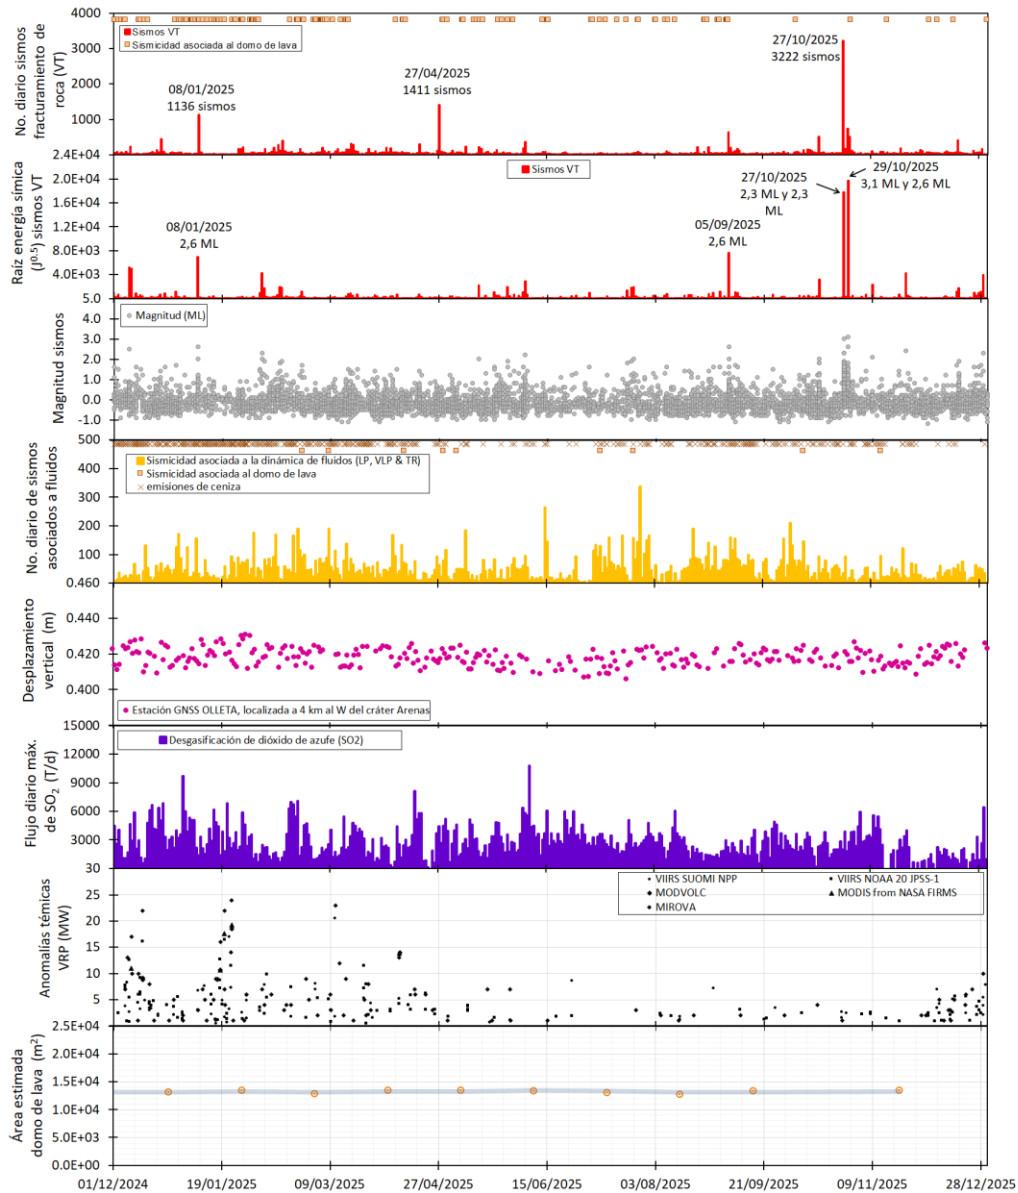 No. diario sismos
fracturamiento de
roca (VT)
4000
3000
2000
1000
2.4E+04
Sismos VT
Sismicidad asociada al domo de lava
08/01/2025
1136 sismos
27/04/2025
1411 sismos
27/10/2025
3222 sismos
Raíz energía símica
(J⁰·⁵) sismos VT
2.0E+04
1.6E+04
1.2E+04
8.0E+03
4.0E+03
5.0
Sismos VT
08/01/2025
2,6 ML
05/09/2025
2,6 ML
27/10/2025
2,3 ML y 2,3
ML
29/10/2025
3,1 ML y 2,6 ML
Magnitud sismos
4.0
3.0
2.0
1.0
0.0
-1.0
500
Magnitud (ML)
No. diario de sismos
asociados a fluidos
400
300
200
100
0.460
Sismicidad asociada a la dinámica de fluidos (LP, VLP & TR)
Sismicidad asociada al domo de lava
emisiones de ceniza
Desplazamiento
vertical (m)
0.440
0.420
0.400
15000
Estación GNSS OLLETA, localizada a 4 km al W del cráter Arenas
Flujo diario máx.
de SO₂ (T/d)
12000
9000
6000
3000
30
Desgasificación de dióxido de azufe (SO2)
Anomalías témicas
VRP (MW)
25
20
15
10
5
2.5E+04
VIIRS SUOMI NPP
VIIRS NOAA 20 JPSS-1
MODVOLC
MODIS from NASA FIRMS
MIROVA
Área estimada
domo de lava (m²)
2.0E+04
1.5E+04
1.0E+04
5.0E+03
0.0E+00
01/12/2024 19/01/2025 09/03/2025 27/04/2025 15/06/2025 03/08/2025 21/09/2025 09/11/2025 28/12/2025